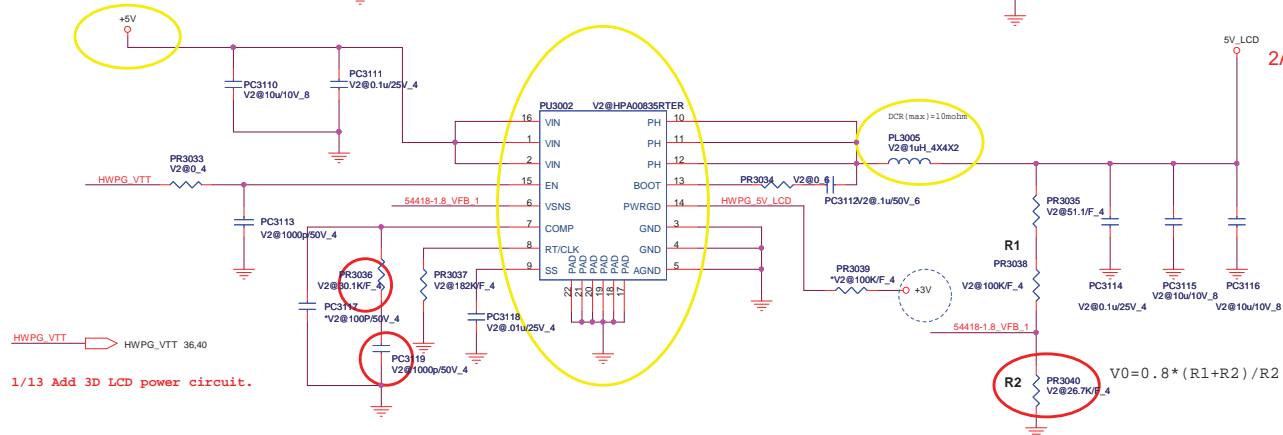 +5V
5V_LCD
2A
PC3110
V2@10u/10V_8
PC3111
V2@0.1u/25V_4
PU3002
V2@HPA00835RTER
16
VIN
1
VIN
2
VIN
15
EN
6
VSNS
7
COMP
8
RT/CLK
9
SS
PH
10
PH
11
PH
12
BOOT
13
PWRGD
14
GND
3
GND
4
AGND
5
PAD
PAD
PAD
PAD
PAD
PAD
22
21
20
19
18
17
DCR(max)=10mohm
PL3005
V2@1uH_4X4X2
PR3033
V2@0_4
HWPG_VTT
PC3113
V2@1000p/50V_4
54418-1.8_VFB_1
PR3034
V2@0_6
PC3112
V2@.1u/50V_6
HWPG_5V_LCD
PR3036
V2@30.1K/F_4
PR3037
V2@182K/F_4
PC3117
*V2@100P/50V_4
PC3118
V2@.01u/25V_4
PC3119
V2@1000p/50V_4
PR3039
*V2@100K/F_4
+3V
PR3035
V2@51.1/F_4
R1
PR3038
V2@100K/F_4
PC3114
V2@0.1u/25V_4
PC3115
V2@10u/10V_8
PC3116
V2@10u/10V_8
54418-1.8_VFB_1
R2
PR3040
V2@26.7K/F_4
V0=0.8*(R1+R2)/R2
HWPG_VTT
HWPG_VTT 36,40
1/13 Add 3D LCD power circuit.